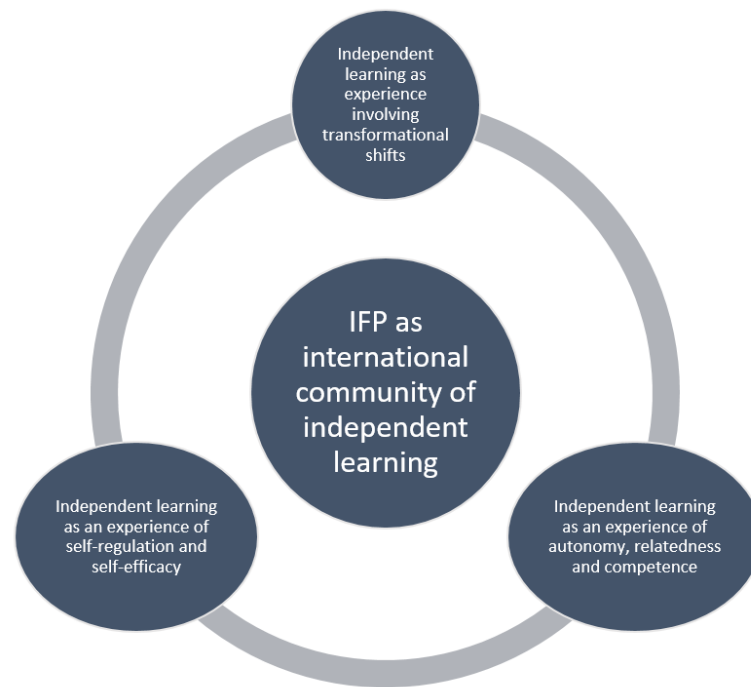 Independent
learning as
experience
involving
transformational
shifts
IFP as
international
community of
independent
learning
Independent learning
as an experience of
self-regulation and
self-efficacy
Independent learning
as an experience of
autonomy, relatedness
and competence